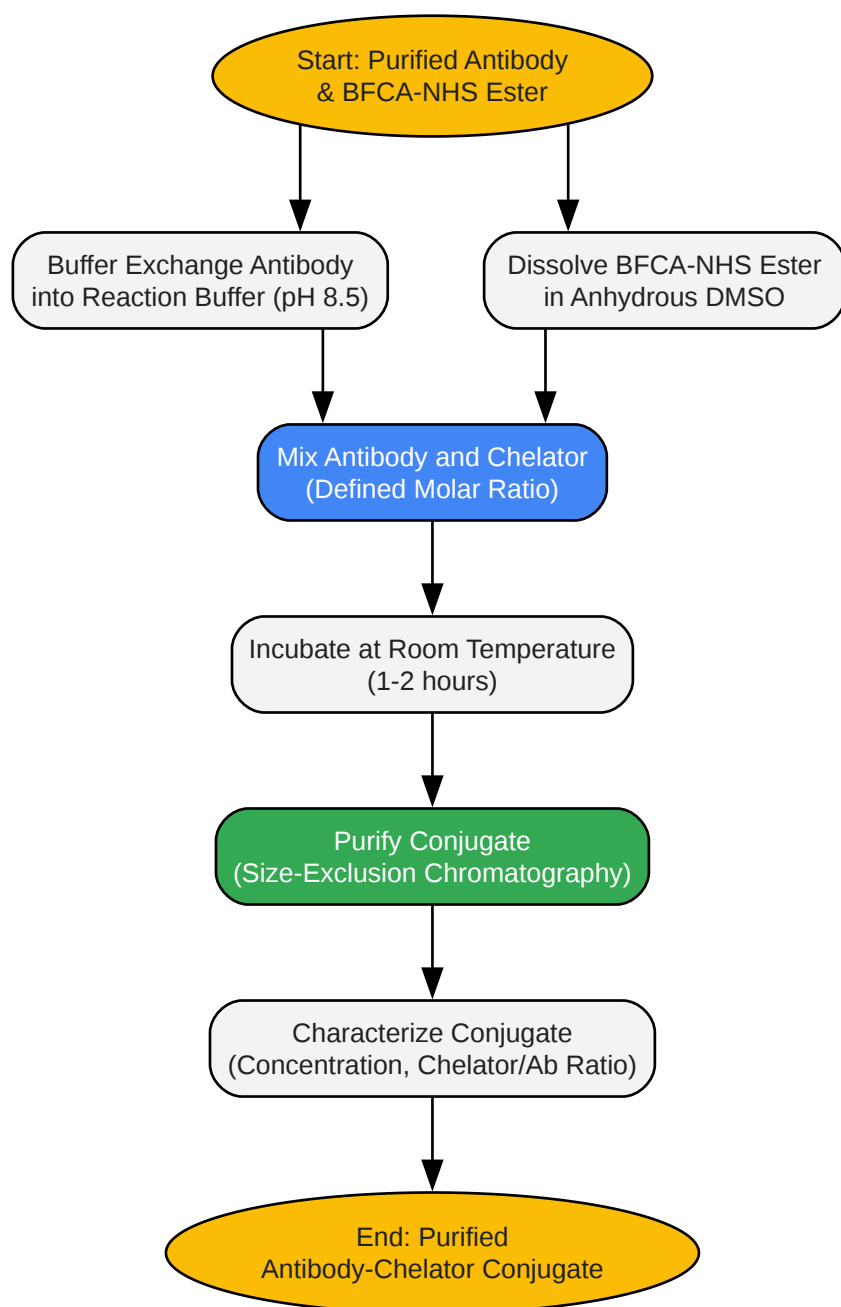 Start: Purified Antibody
& BFCA-NHS Ester
Buffer Exchange Antibody
into Reaction Buffer (pH 8.5)
Dissolve BFCA-NHS Ester
in Anhydrous DMSO
Mix Antibody and Chelator
(Defined Molar Ratio)
Incubate at Room Temperature
(1-2 hours)
Purify Conjugate
(Size-Exclusion Chromatography)
Characterize Conjugate
(Concentration, Chelator/Ab Ratio)
End: Purified
Antibody-Chelator Conjugate